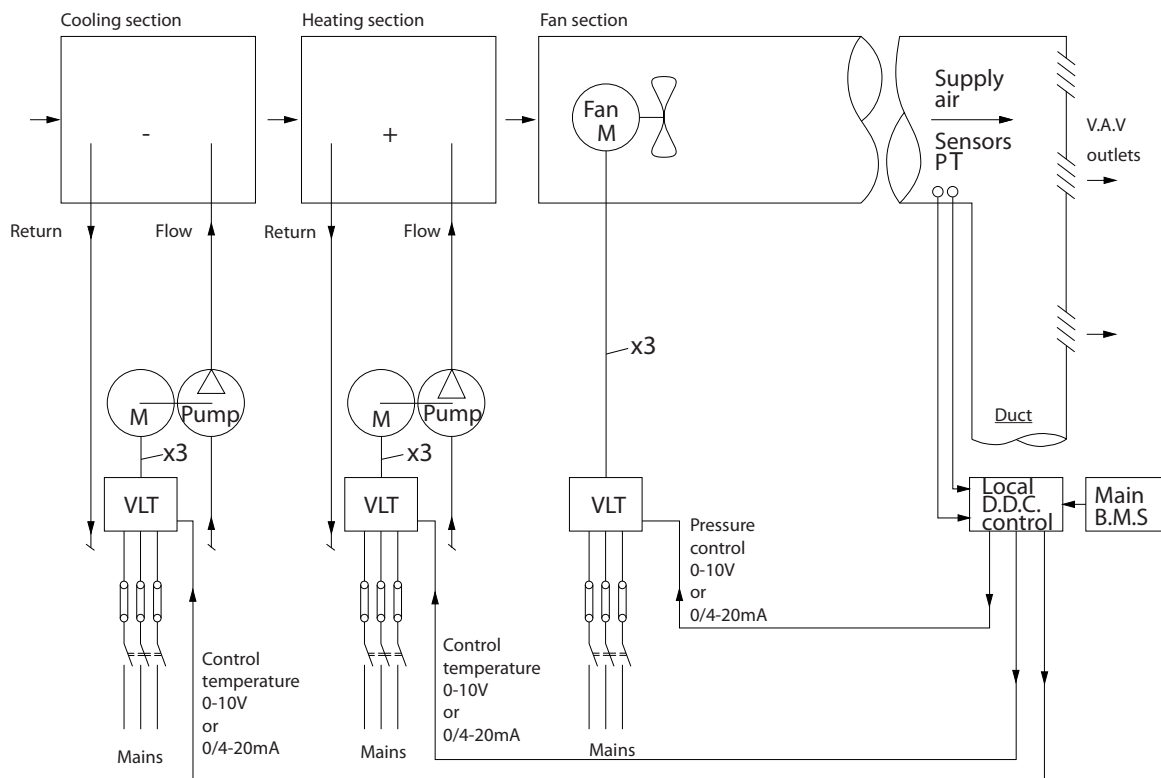 Cooling section
Heating section
Fan section
-
+
Fan
M
Supply
air
Sensors
PT
V.A.V
outlets
Return
Flow
Return
Flow
x3
M
Pump
M
Pump
Duct
x3
x3
VLT
VLT
VLT
Local
D.D.C.
control
Main
B.M.S
Pressure
control
0-10V
or
0/4-20mA
Control
temperature
0-10V
or
0/4-20mA
Control
temperature
0-10V
or
0/4-20mA
Mains
Mains
Mains